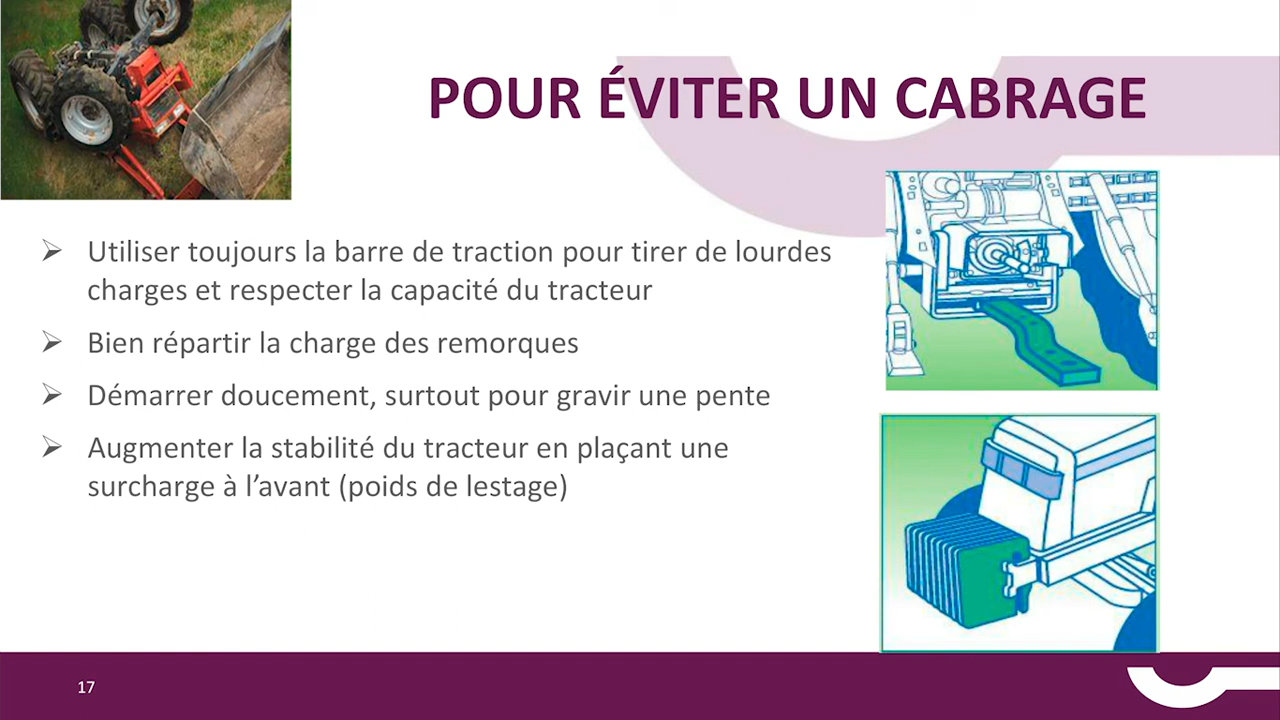 POUR ÉVITER UN CABRAGE
➢ Utiliser toujours la barre de traction pour tirer de lourdes
charges et respecter la capacité du tracteur
➢ Bien répartir la charge des remorques
➢ Démarrer doucement, surtout pour gravir une pente
➢ Augmenter la stabilité du tracteur en plaçant une
surcharge à l’avant (poids de lestage)
17